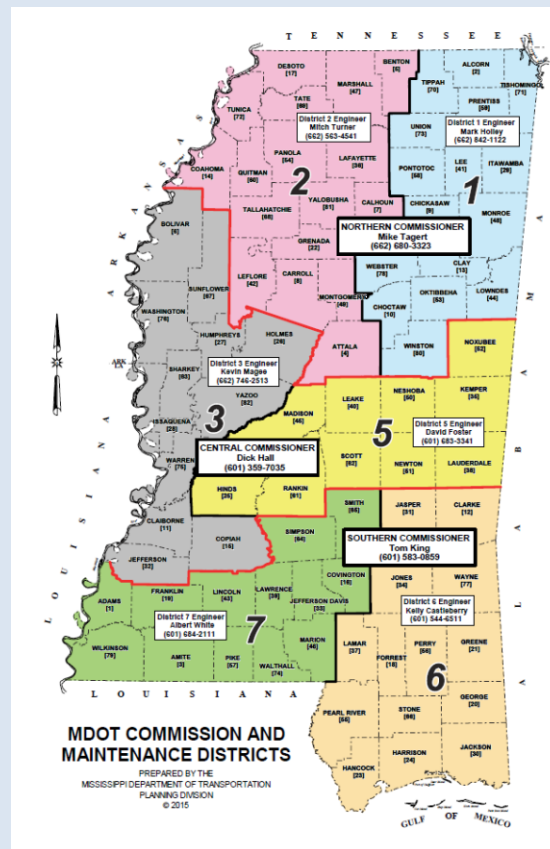 TENNESSEE
DESOTO
[17]
BENTON
[5]
MARSHALL
[47]
TATE
[69]
TUNICA
[72]
ALCORN
[2]
TIPPAH
[70]
TISHOMINGO
[71]
PRENTISS
[59]
District 2 Engineer
Mitch Turner
(662) 563-4541
District 1 Engineer
Mark Holley
(662) 842-1122
UNION
[73]
PANOLA
[54]
LAFAYETTE
[36]
COAHOMA
[14]
QUITMAN
[60]
2
PONTOTOC
[58]
LEE
[41]
ITAWAMBA
[29]
1
TALLAHATCHIE
[68]
YALOBUSHA
[81]
CALHOUN
[7]
CHICKASAW
[9]
MONROE
[48]
BOLIVAR
[6]
GRENADA
[22]
NORTHERN COMMISSIONER
Mike Tagert
(662) 680-3323
ARKANSAS
SUNFLOWER
[67]
LEFLORE
[42]
CARROLL
[8]
MONTGOMERY
[49]
WEBSTER
[78]
CLAY
[13]
OKTIBBEHA
[53]
LOWNDES
[44]
CHOCTAW
[10]
WASHINGTON
[76]
HUMPHREYS
[27]
HOLMES
[26]
ATTALA
[4]
WINSTON
[80]
NOXUBEE
[52]
ARK
LA
SHARKEY
[63]
District 3 Engineer
Kevin Magee
(662) 746-2513
YAZOO
[82]
3
ISSAQUENA
[28]
MADISON
[45]
LEAKE
[40]
NESHOBA
[50]
KEMPER
[35]
5
District 5 Engineer
David Foster
(601) 683-3341
WARREN
[75]
CENTRAL COMMISSIONER
Dick Hall
(601) 359-7035
SCOTT
[62]
NEWTON
[51]
LAUDERDALE
[38]
HINDS
[25]
RANKIN
[61]
ALABAMA
CLAIBORNE
[11]
COPIAH
[15]
SIMPSON
[64]
SMITH
[65]
JASPER
[31]
CLARKE
[12]
SOUTHERN COMMISSIONER
Tom King
(601) 583-0859
JEFFERSON
[32]
LOUISIANA
ADAMS
[1]
FRANKLIN
[19]
LINCOLN
[43]
LAWRENCE
[39]
COVINGTON
[16]
JEFFERSON DAVIS
[33]
JONES
[34]
WAYNE
[77]
District 7 Engineer
Albert White
(601) 684-2111
7
District 6 Engineer
Kelly Castleberry
(601) 544-6511
WILKINSON
[79]
AMITE
[3]
PIKE
[57]
WALTHALL
[74]
MARION
[46]
LAMAR
[37]
FORREST
[18]
PERRY
[56]
GREENE
[21]
6
LOUISIANA
PEARL RIVER
[55]
STONE
[66]
GEORGE
[20]
HANCOCK
[23]
HARRISON
[24]
JACKSON
[30]
MDOT COMMISSION AND
MAINTENANCE DISTRICTS
PREPARED BY THE
MISSISSIPPI DEPARTMENT OF TRANSPORTATION
PLANNING DIVISION
© 2015
GULF OF MEXICO